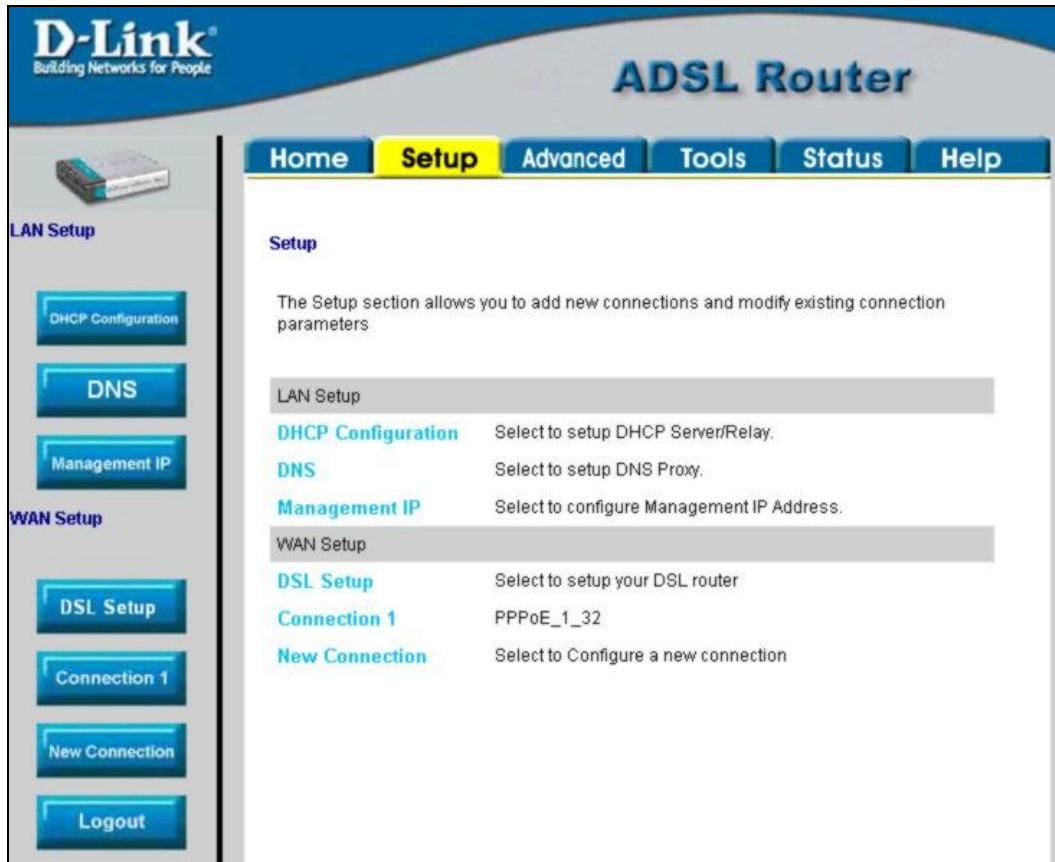 D-Link
Building Networks for People
ADSL Router
Home Setup Advanced Tools Status Help
LAN Setup
DHCP Configuration
DNS
Management IP
WAN Setup
DSL Setup
Connection 1
New Connection
Logout
Setup
The Setup section allows you to add new connections and modify existing connection
parameters
LAN Setup
DHCP Configuration Select to setup DHCP Server/Relay.
DNS Select to setup DNS Proxy.
Management IP Select to configure Management IP Address.
WAN Setup
DSL Setup Select to setup your DSL router
Connection 1 PPPoE_1_32
New Connection Select to Configure a new connection